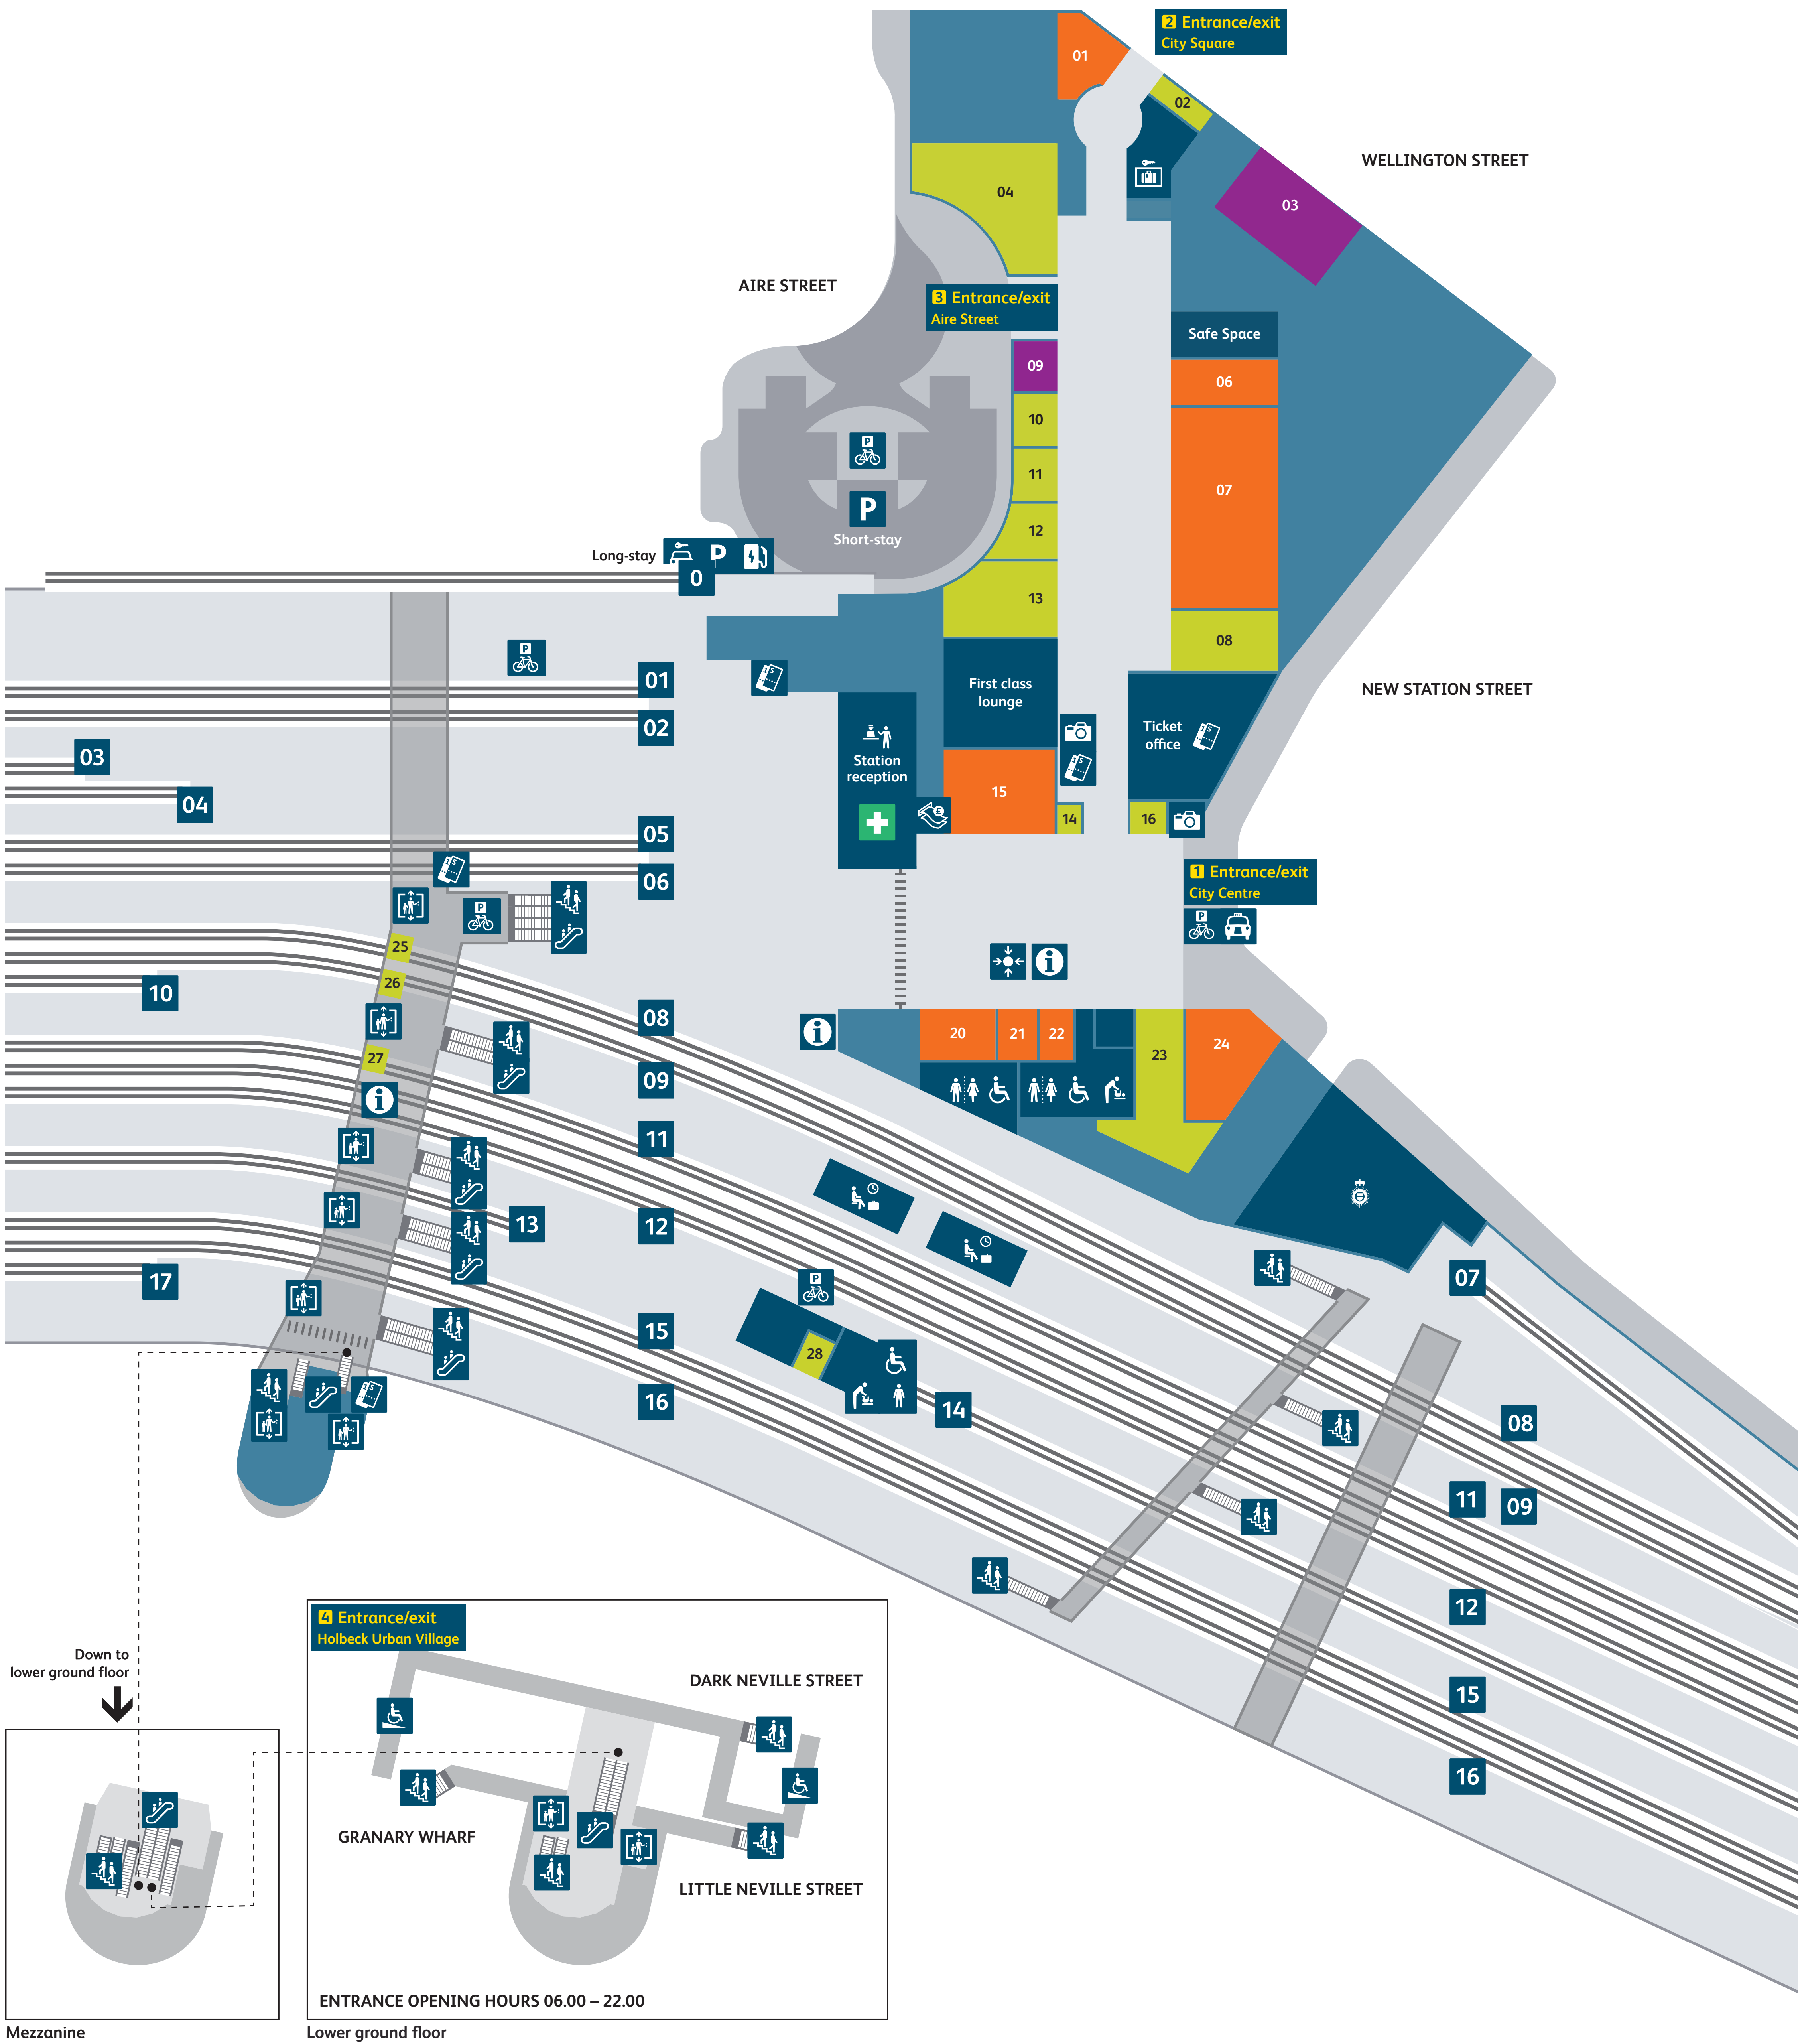 2 Entrance/exit
City Square
01
02
WELLINGTON STREET
03
04
AIRE STREET
3 Entrance/exit
Aire Street
Safe Space
09
06
10
07
11
P
P
Short-stay
12
Long-stay
P
0
13
08
P
01
First class
lounge
NEW STATION STREET
02
Ticket
office
03
Station
reception
04
15
14
16
05
06
1 Entrance/exit
City Centre
P
P
25
26
10
i
08
i
20
21
22
23
24
27
09
i
11
13
12
17
07
P
15
28
16
14
08
11
09
12
15
16
4 Entrance/exit
Holbeck Urban Village
Down to
lower ground floor
DARK NEVILLE STREET
GRANARY WHARF
LITTLE NEVILLE STREET
ENTRANCE OPENING HOURS 06.00 – 22.00
Mezzanine
Lower ground floor